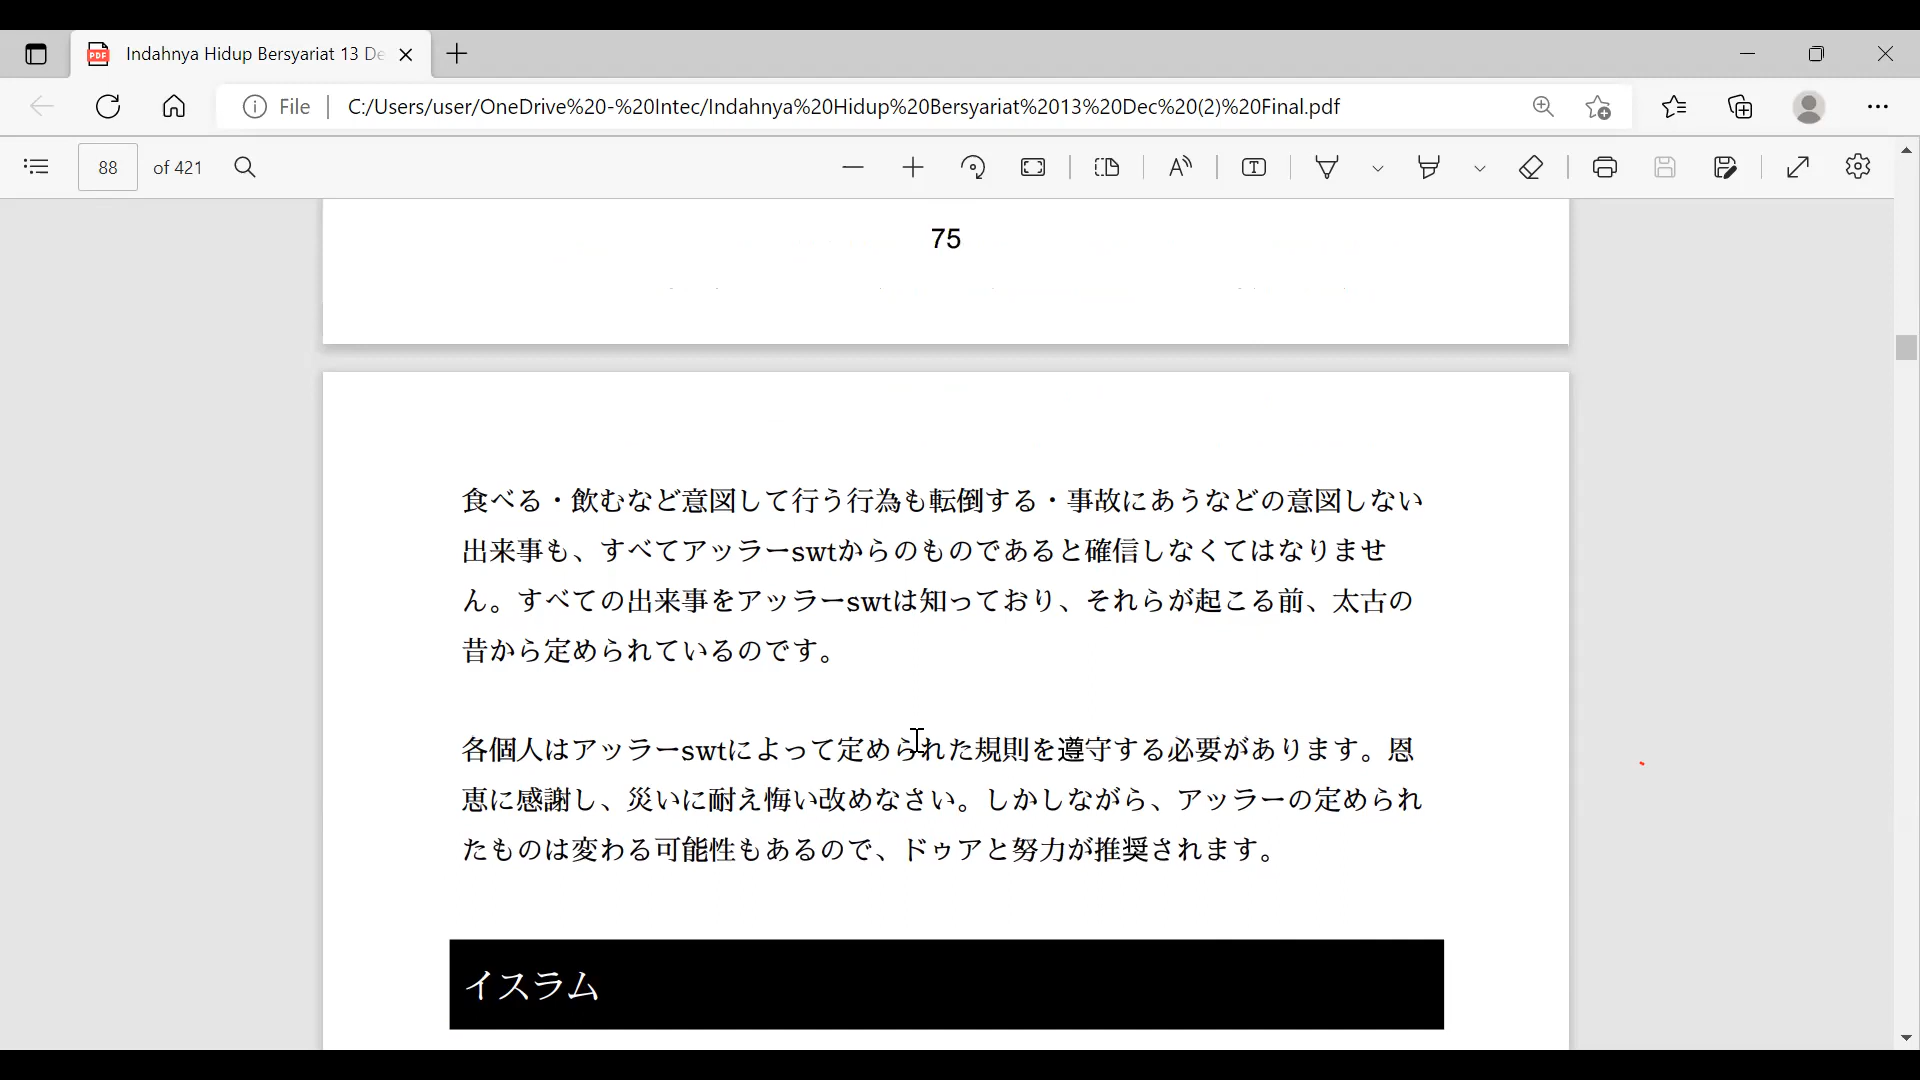 Indahnya Hidup Bersyariat 13 De
File
C:/Users/user/OneDrive%20-%20Intec/Indahnya%20Hidup%20Bersyariat%2013%20Dec%20(2)%20Final.pdf
88 of 421
75
食べる・飲むなど意図して行う行為も転倒する・事故にあうなどの意図しない
出来事も、すべてアッラーswtからのものであると確信しなくてはなりませ
ん。すべての出来事をアッラーswtは知っており、それらが起こる前、太古の
昔から定められているのです。
各個人はアッラーswtによって定められた規則を遵守する必要があります。恩
恵に感謝し、災いに耐え悔い改めなさい。しかしながら、アッラーの定められ
たものは変わる可能性もあるので、ドゥアと努力が推奨されます。
イスラム